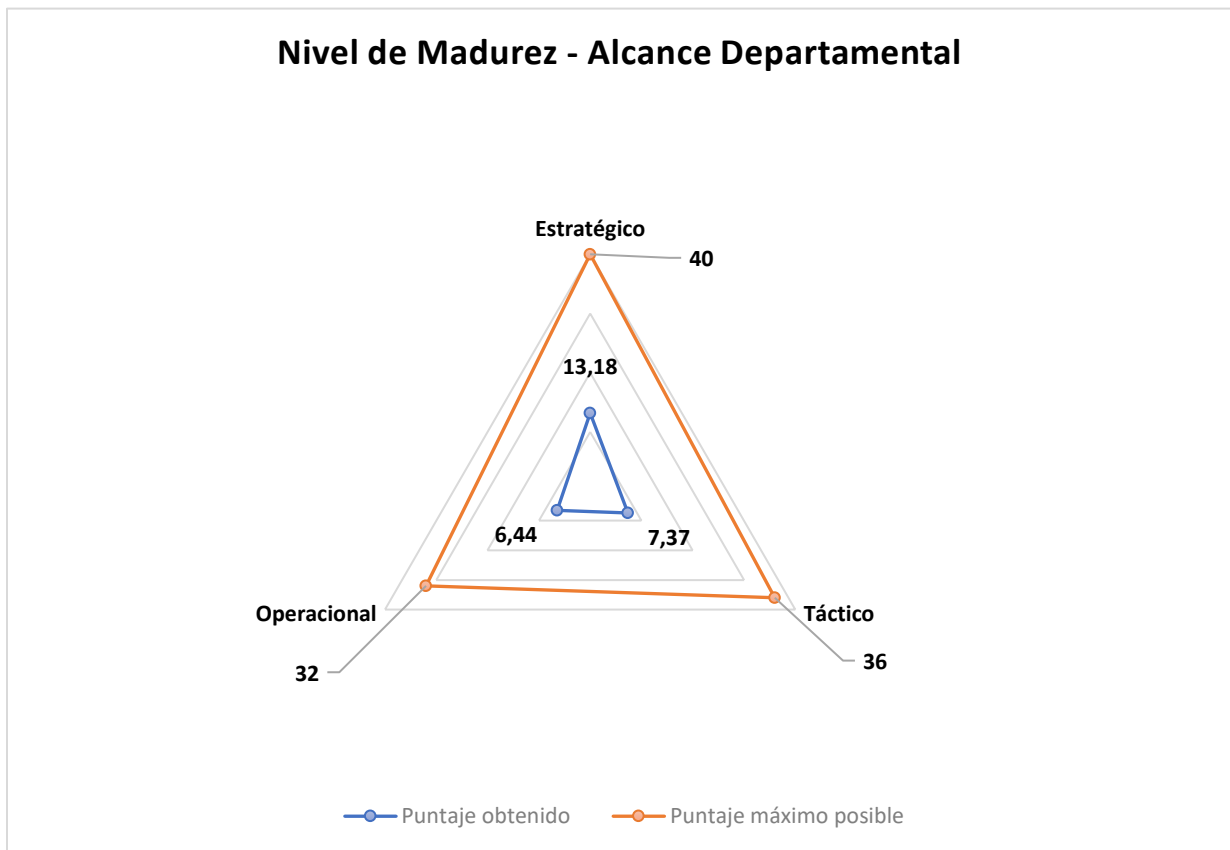 Nivel de Madurez - Alcance Departamental
Estratégico
40
13,18
6,44
7,37
Operacional
Táctico
32
36
Puntaje obtenido
Puntaje máximo posible